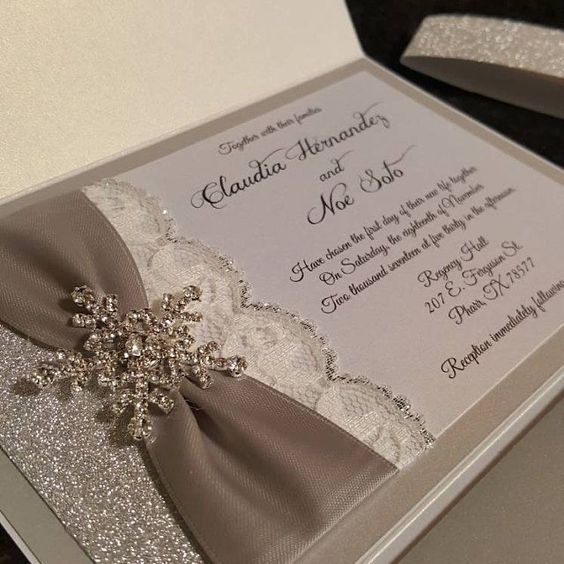 Together with their families
Claudia Hernandez
and
Noe Soto
Have chosen the first day of their new life together
On Saturday, the eighteenth of November
Two thousand seventeen at five thirty in the afternoon.
Regency Hall
207 E. Ferguson St.
Pharr, TX 78577
Reception immediately following